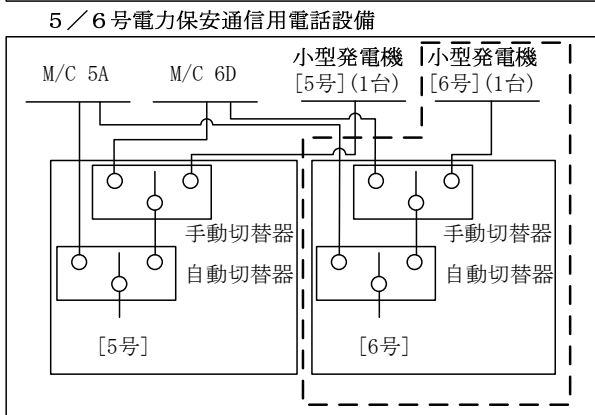 5／6号電力保安通信用電話設備
M/C 5A
M/C 6D
小型発電機
[5号](1台)
小型発電機
[6号](1台)
手動切替器
自動切替器
[5号]
手動切替器
自動切替器
[6号]